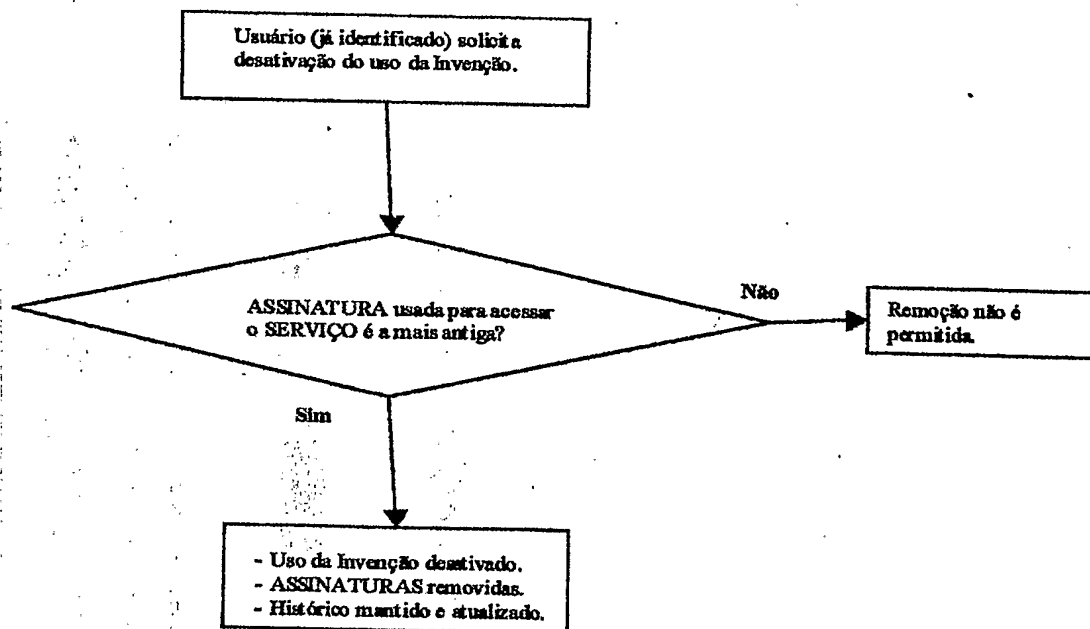 Usuário (já identificado) solicita
desativação do uso da Invenção.
ASSINATURA usada para acessar
o SERVIÇO é a mais antiga?
Não
Remoção não é
permitida.
Sim
- Uso da Invenção desativado.
- ASSINATURAS removidas.
- Histórico mantido e atualizado.